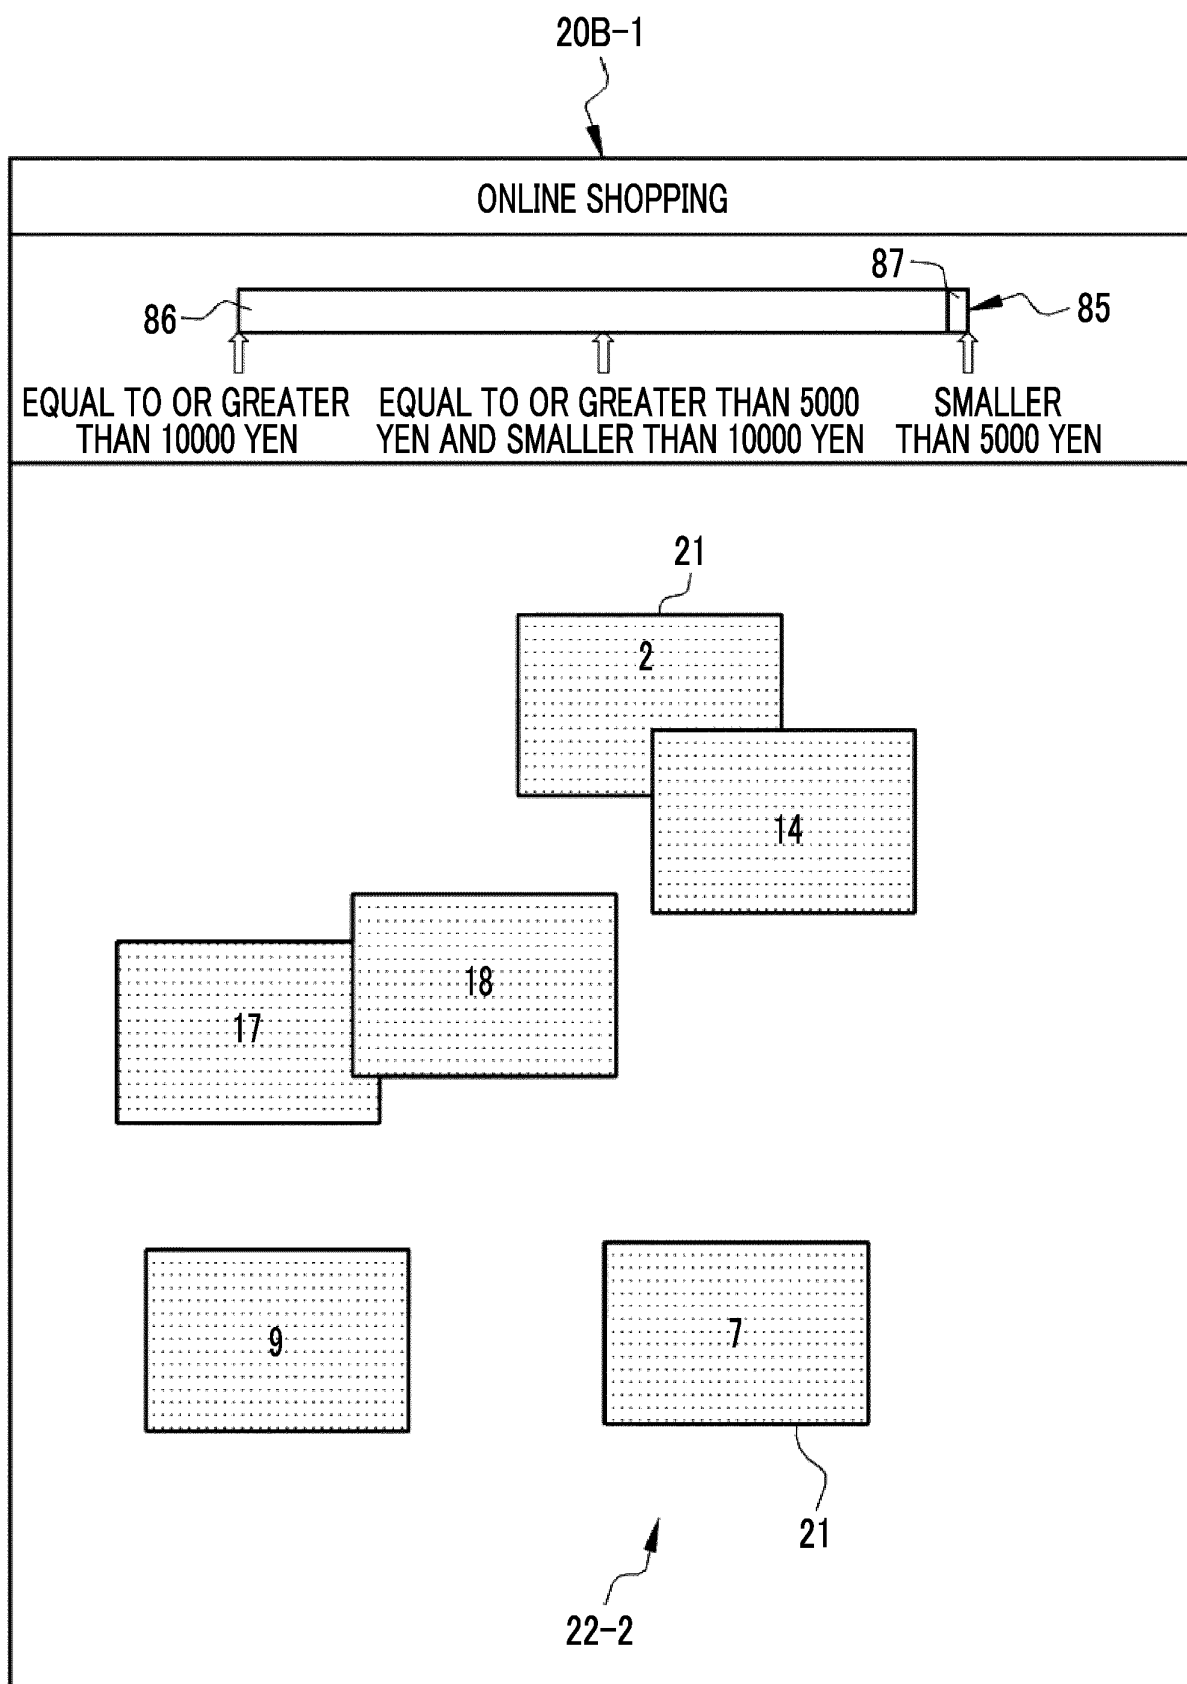 20B-1
ONLINE SHOPPING
87
86
85
EQUAL TO OR GREATER
THAN 10000 YEN
EQUAL TO OR GREATER THAN 5000
YEN AND SMALLER THAN 10000 YEN
SMALLER
THAN 5000 YEN
21
2
14
18
17
9
7
21
22-2